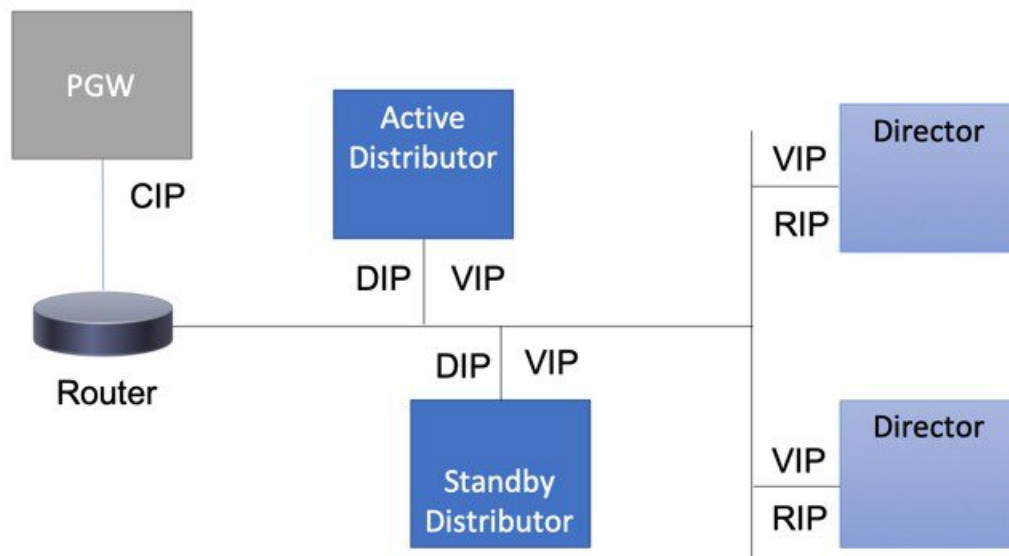 PGW
CIP
Router
Active
Distributor
DIP VIP
DIP VIP
Standby
Distributor
Director
VIP
RIP
Director
VIP
RIP